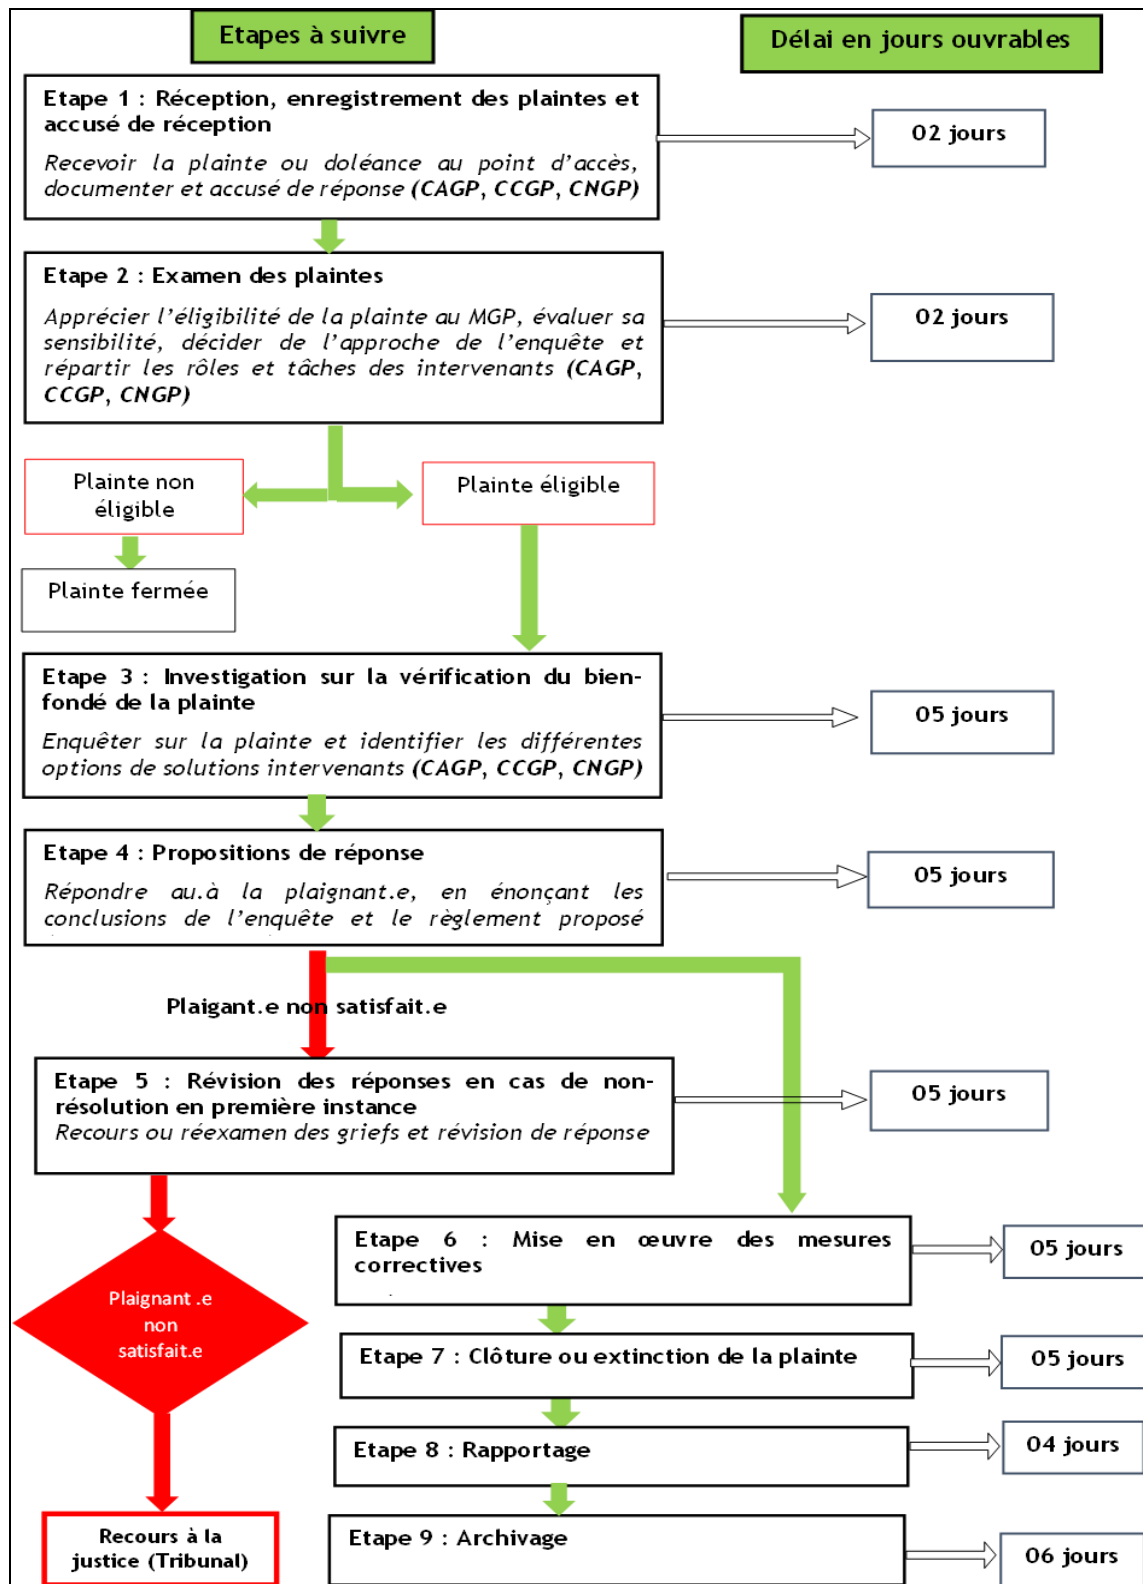 Etapes à suivre
Délai en jours ouvrables
Etape 1 : Réception, enregistrement des plaintes et
accusé de réception
Recevoir la plainte ou doléance au point d'accès,
documenter et accusé de réponse (CAGP, CCGP, CNGP)
02 jours
Etape 2 : Examen des plaintes
Apprécier l'éligibilité de la plainte au MGP, évaluer sa
sensibilité, décider de l'approche de l'enquête et
répartir les rôles et tâches des intervenants (CAGP,
CCGP, CNGP)
02 jours
Plainte non
éligible
Plainte éligible
Plainte fermée
Etape 3 : Investigation sur la vérification du bien-
fondé de la plainte
Enquêter sur la plainte et identifier les différentes
options de solutions intervenants (CAGP, CCGP, CNGP)
05 jours
Etape 4 : Propositions de réponse
Répondre au.à la plaignant.e, en énonçant les
conclusions de l'enquête et le règlement proposé
05 jours
Plaigant.e non satisfait.e
Etape 5 : Révision des réponses en cas de non-
résolution en première instance
Recours ou réexamen des griefs et révision de réponse
05 jours
Etape 6 : Mise en œuvre des mesures
correctives
05 jours
Plaignant .e
non
satisfait.e
Etape 7 : Clôture ou extinction de la plainte
05 jours
Etape 8 : Rapportage
04 jours
Recours à la
justice (Tribunal)
Etape 9 : Archivage
06 jours